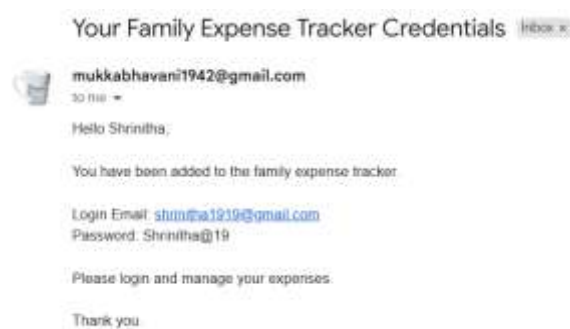 Your Family Expense Tracker Credentials Inbox x
mukkabhavani1942@gmail.com
to me
Hello Shrinitha,
You have been added to the family expense tracker.
Login Email: shrinitha1919@gmail.com
Password: Shrinitha@19
Please login and manage your expenses.
Thank you